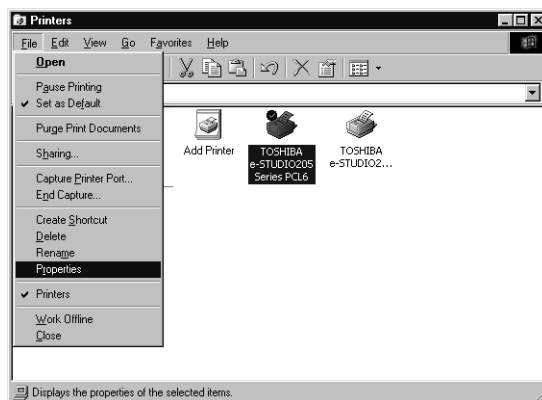 Printers
File Edit View Go Favorites Help
Open
Pause Printing
Set as Default
Purge Print Documents
Sharing...
Capture Printer Port...
End Capture...
Create Shortcut
Delete
Rename
Properties
Printers
Work Offline
Close
Add Printer
TOSHIBA
e-STUDIO205
Series PCL6
TOSHIBA
e-STUDIO2...
Displays the properties of the selected items.